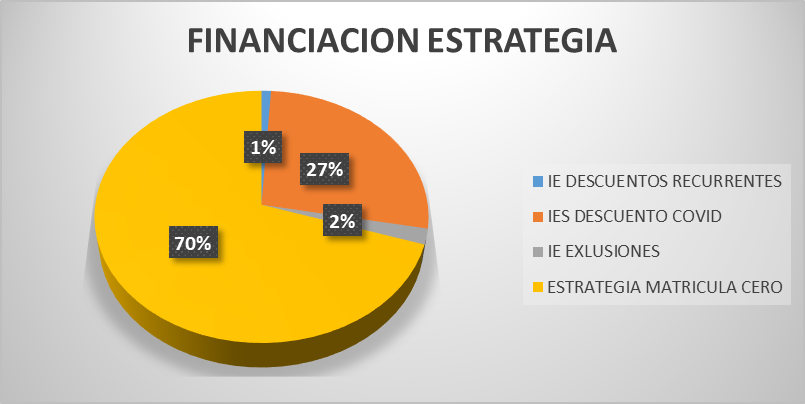 FINANCIACION ESTRATEGIA
1%
27%
2%
70%
IE DESCUENTOS RECURRENTES
IES DESCUENTO COVID
IE EXLUSIONES
ESTRATEGIA MATRICULA CERO